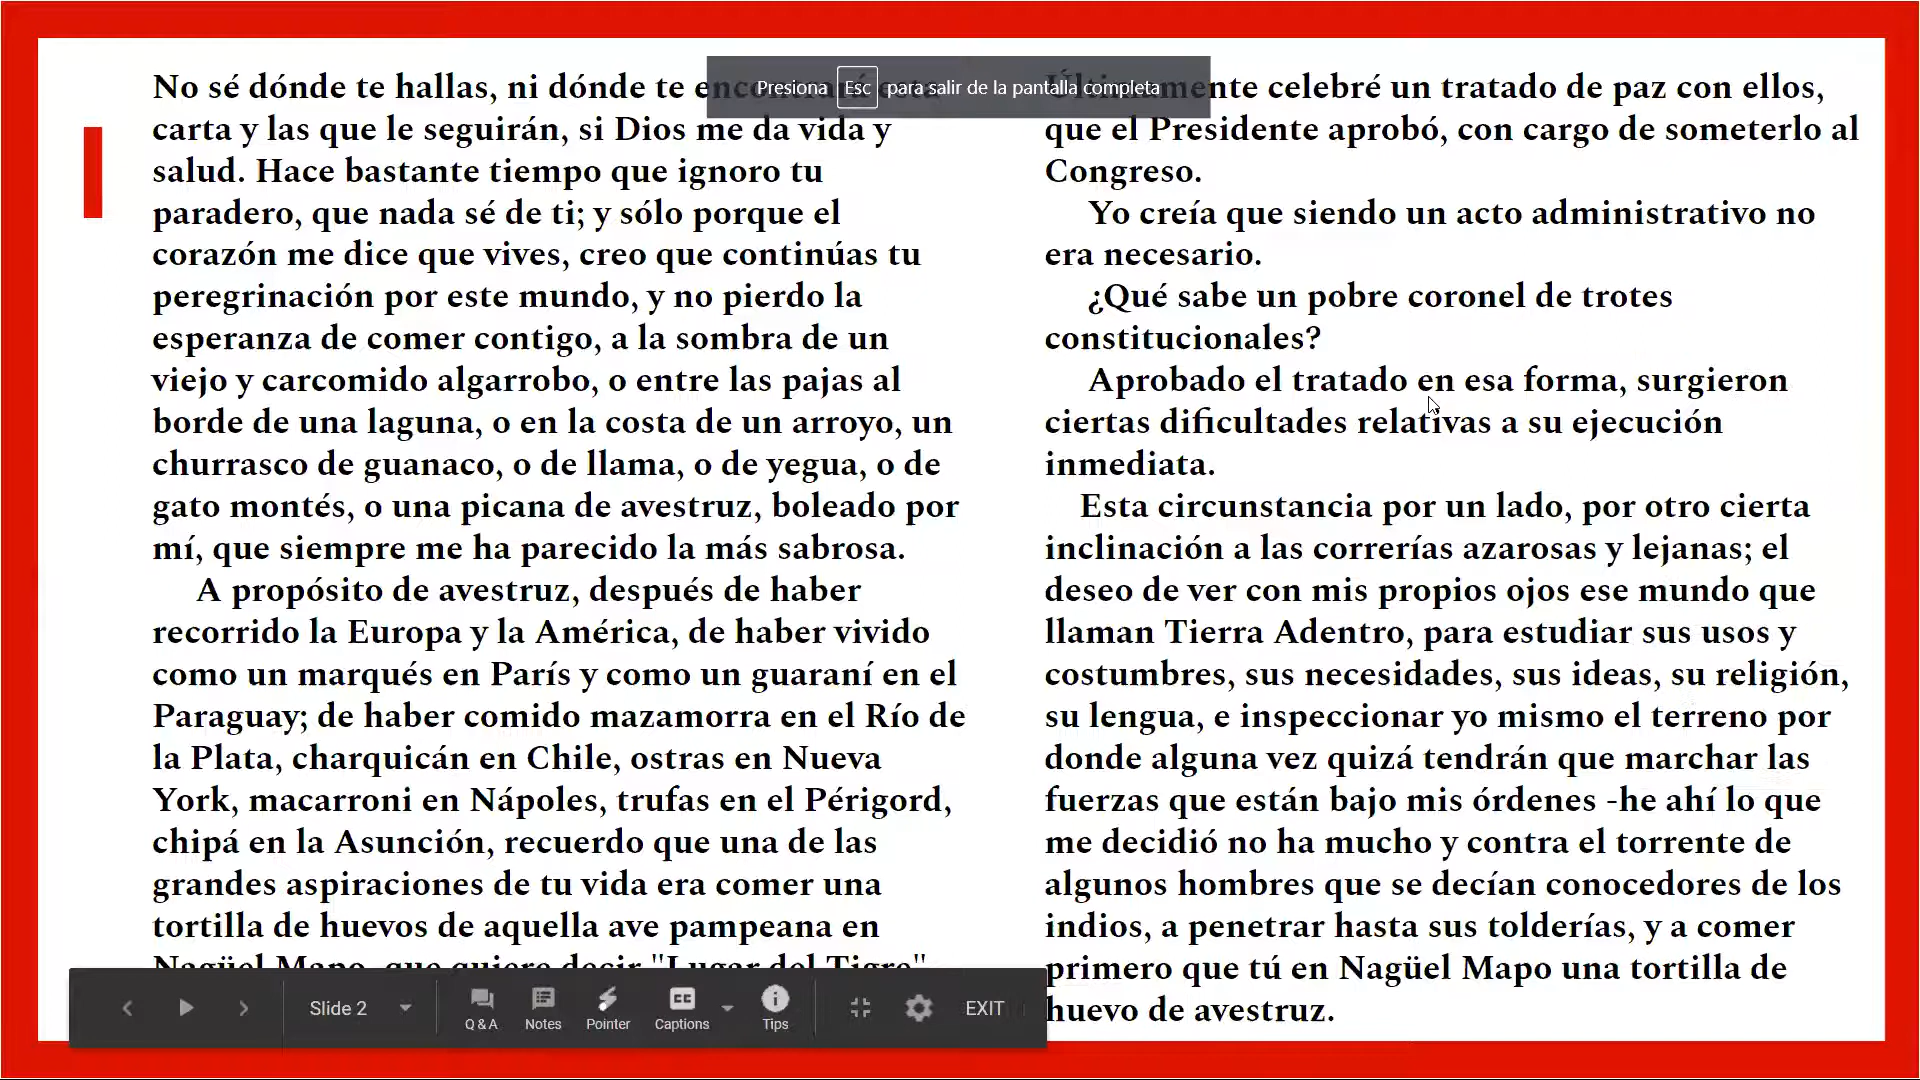 No sé dónde te hallas, ni dónde te
carta y las que le seguirán, si Dios me da vida y
salud. Hace bastante tiempo que ignoro tu
paradero, que nada sé de ti; y sólo porque el
corazón me dice que vives, creo que continúas tu
peregrinación por este mundo, y no pierdo la
esperanza de comer contigo, a la sombra de un
viejo y carcomido algarrobo, o entre las pajas al
borde de una laguna, o en la costa de un arroyo, un
churrasco de guanaco, o de llama, o de yegua, o de
gato montés, o una picana de avestruz, boleado por
mí, que siempre me ha parecido la más sabrosa.
A propósito de avestruz, después de haber
recorrido la Europa y la América, de haber vivido
como un marqués en París y como un guaraní en el
Paraguay; de haber comido mazamorra en el Río de
la Plata, charquicán en Chile, ostras en Nueva
York, macarroni en Nápoles, trufas en el Périgord,
chipá en la Asunción, recuerdo que una de las
grandes aspiraciones de tu vida era comer una
tortilla de huevos de aquella ave pampeana en
Nagüel Mapo, que quiere decir "Lugar del Tigre"
Presiona Esc para salir de la pantalla completa
Últimamente celebré un tratado de paz con ellos,
que el Presidente aprobó, con cargo de someterlo al
Congreso.
Yo creía que siendo un acto administrativo no
era necesario.
¿Qué sabe un pobre coronel de trotes
constitucionales?
Aprobado el tratado en esa forma, surgieron
ciertas dificultades relativas a su ejecución
inmediata.
Esta circunstancia por un lado, por otro cierta
inclinación a las correrías azarosas y lejanas; el
deseo de ver con mis propios ojos ese mundo que
llaman Tierra Adentro, para estudiar sus usos y
costumbres, sus necesidades, sus ideas, su religión,
su lengua, e inspeccionar yo mismo el terreno por
donde alguna vez quizá tendrán que marchar las
fuerzas que están bajo mis órdenes -he ahí lo que
me decidió no ha mucho y contra el torrente de
algunos hombres que se decían conocedores de los
indios, a penetrar hasta sus tolderías, y a comer
primero que tú en Nagüel Mapo una tortilla de
huevo de avestruz.
Slide 2
Q & A
Notes
Pointer
CC
Captions
Tips
EXIT